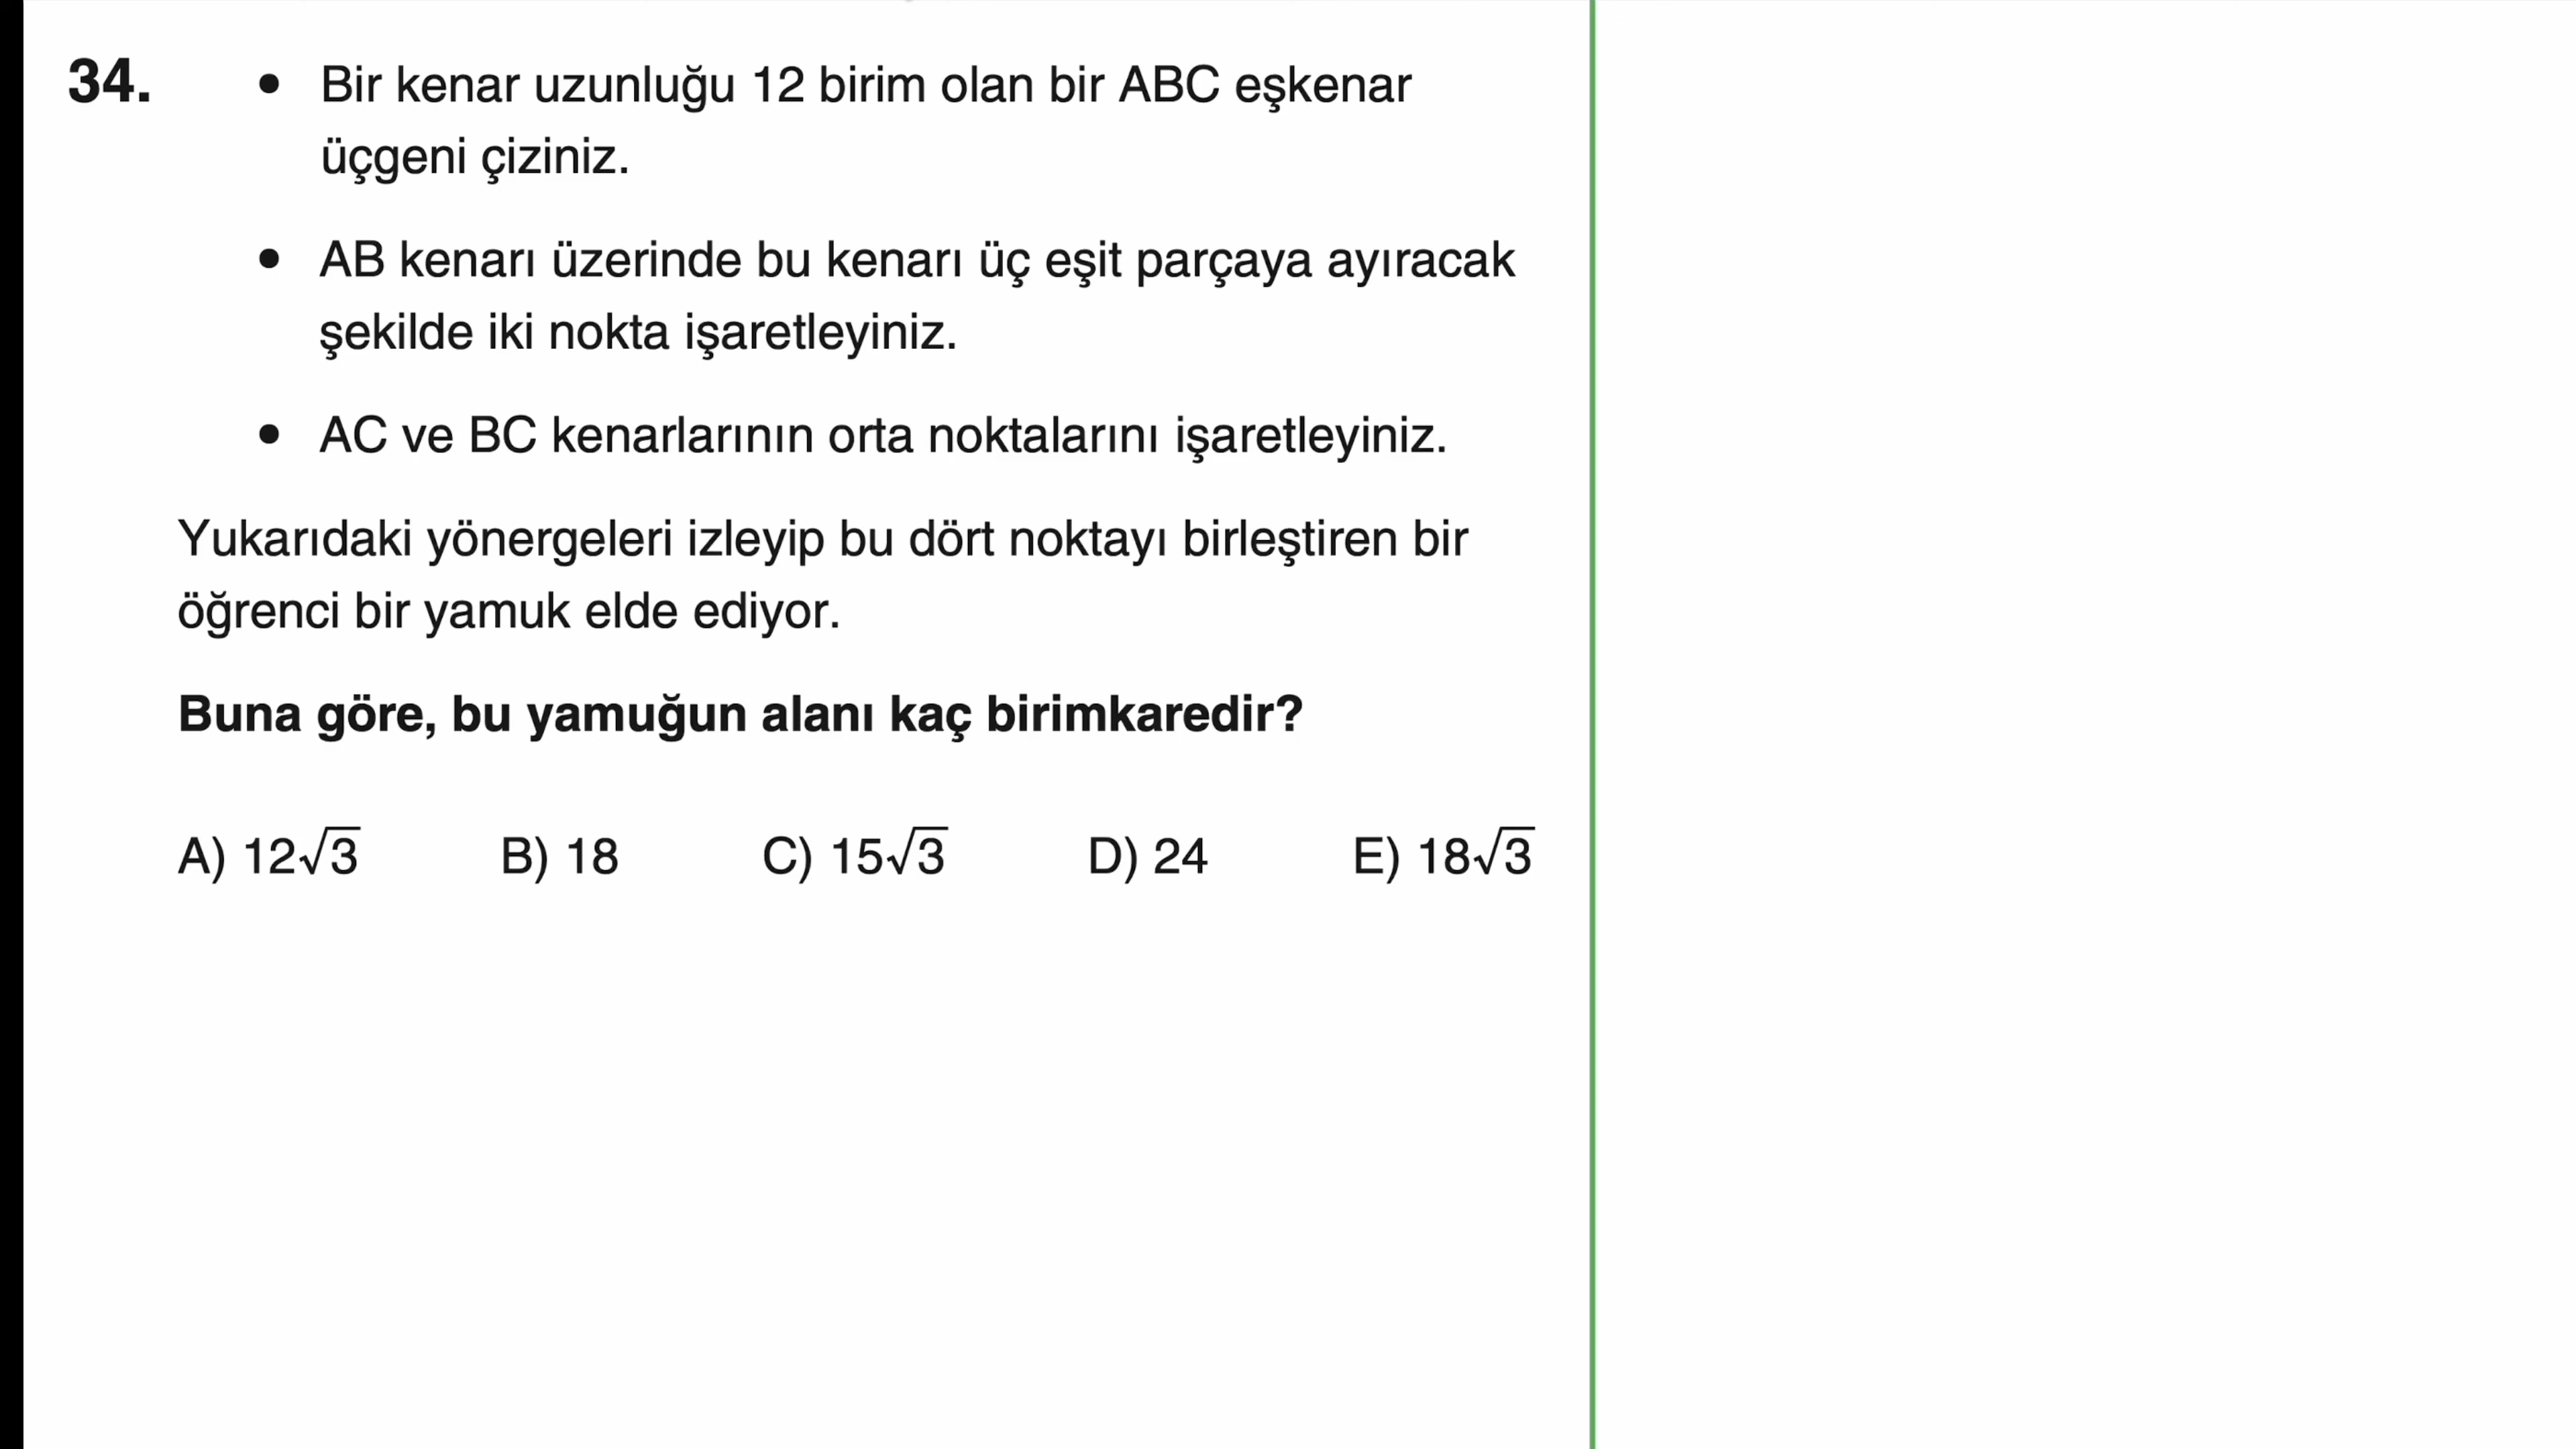 34. • Bir kenar uzunluğu 12 birim olan bir ABC eşkenar
üçgeni çiziniz.
• AB kenarı üzerinde bu kenarı üç eşit parçaya ayıracak
şekilde iki nokta işaretleyiniz.
• AC ve BC kenarlarının orta noktalarını işaretleyiniz.
Yukarıdaki yönergeleri izleyip bu dört noktayı birleştiren bir
öğrenci bir yamuk elde ediyor.
Buna göre, bu yamuğun alanı kaç birimkaredir?
A) 12√3 B) 18 C) 15√3 D) 24 E) 18√3